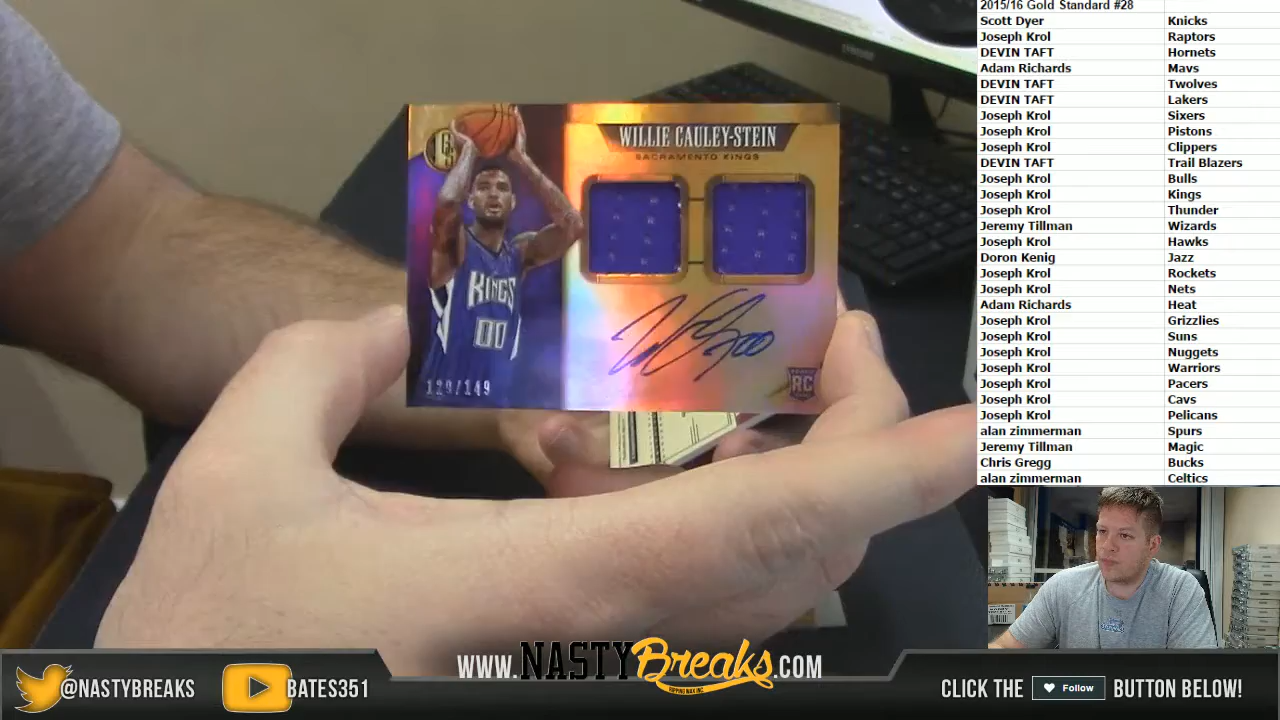 2015/16 Gold Standard #28
Scott Dyer Knicks
Joseph Krol Raptors
DEVIN TAFT Hornets
Adam Richards Mavs
DEVIN TAFT Twolves
DEVIN TAFT Lakers
Joseph Krol Sixers
Joseph Krol Pistons
Joseph Krol Clippers
DEVIN TAFT Trail Blazers
Joseph Krol Bulls
Joseph Krol Kings
Joseph Krol Thunder
Jeremy Tillman Wizards
Joseph Krol Hawks
Doron Kenig Jazz
Joseph Krol Rockets
Joseph Krol Nets
Adam Richards Heat
Joseph Krol Grizzlies
Joseph Krol Suns
Joseph Krol Nuggets
Joseph Krol Warriors
Joseph Krol Pacers
Joseph Krol Cavs
Joseph Krol Pelicans
alan zimmerman Spurs
Jeremy Tillman Magic
Chris Gregg Bucks
alan zimmerman Celtics
WILLIE CAULEY-STEIN
SACRAMENTO KINGS
KINGS
00
129/149
RC
@NASTYBREAKS
BATES351
WWW.NASTYBreaks.COM
RIPPING WAX INC.
CLICK THE Follow BUTTON BELOW!